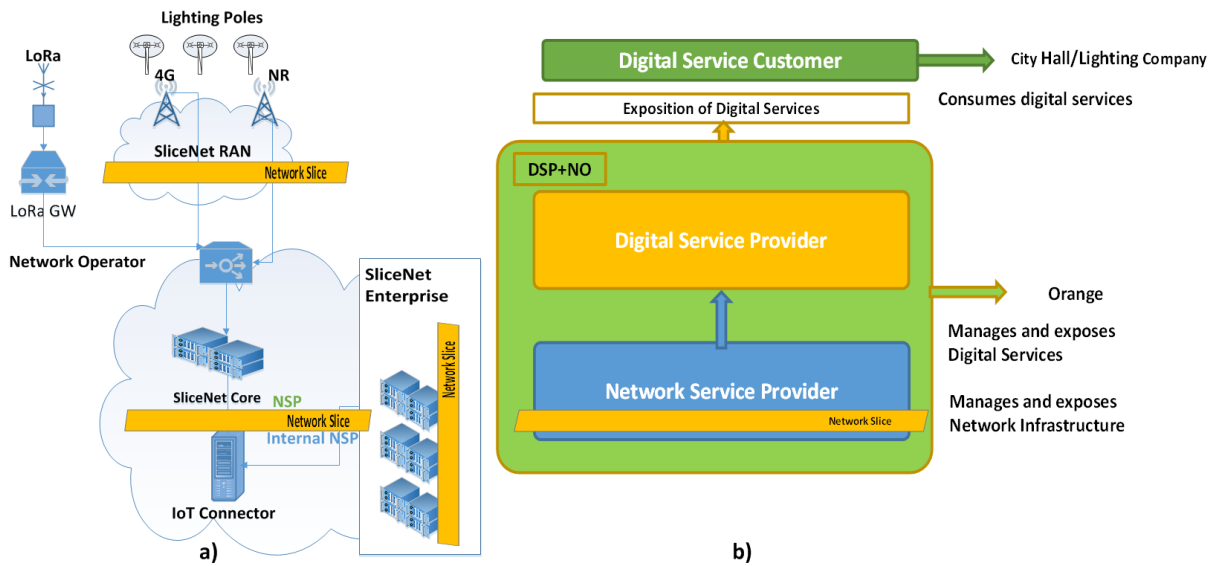 Lighting Poles
LoRa
4G
NR
SliceNet RAN
Network Slice
LoRa GW
Network Operator
SliceNet
Enterprise
Network Slice
SliceNet Core
NSP
Network Slice
Internal NSP
IoT Connector
a)
Digital Service Customer
City Hall/Lighting Company
Consumes digital services
Exposition of Digital Services
DSP+NO
Digital Service Provider
Orange
Manages and exposes
Digital Services
Network Service Provider
Network Slice
Manages and exposes
Network Infrastructure
b)